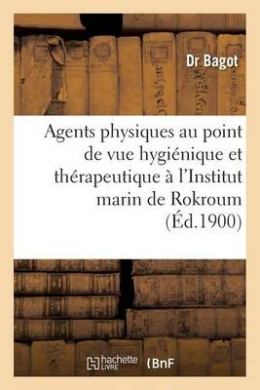 Dr Bagot
Agents physiques au point
de vue hygiénique et
thérapeutique à l'Institut
marin de Rokroum
(Éd.1900)
hachette
LIVRE
{BnF